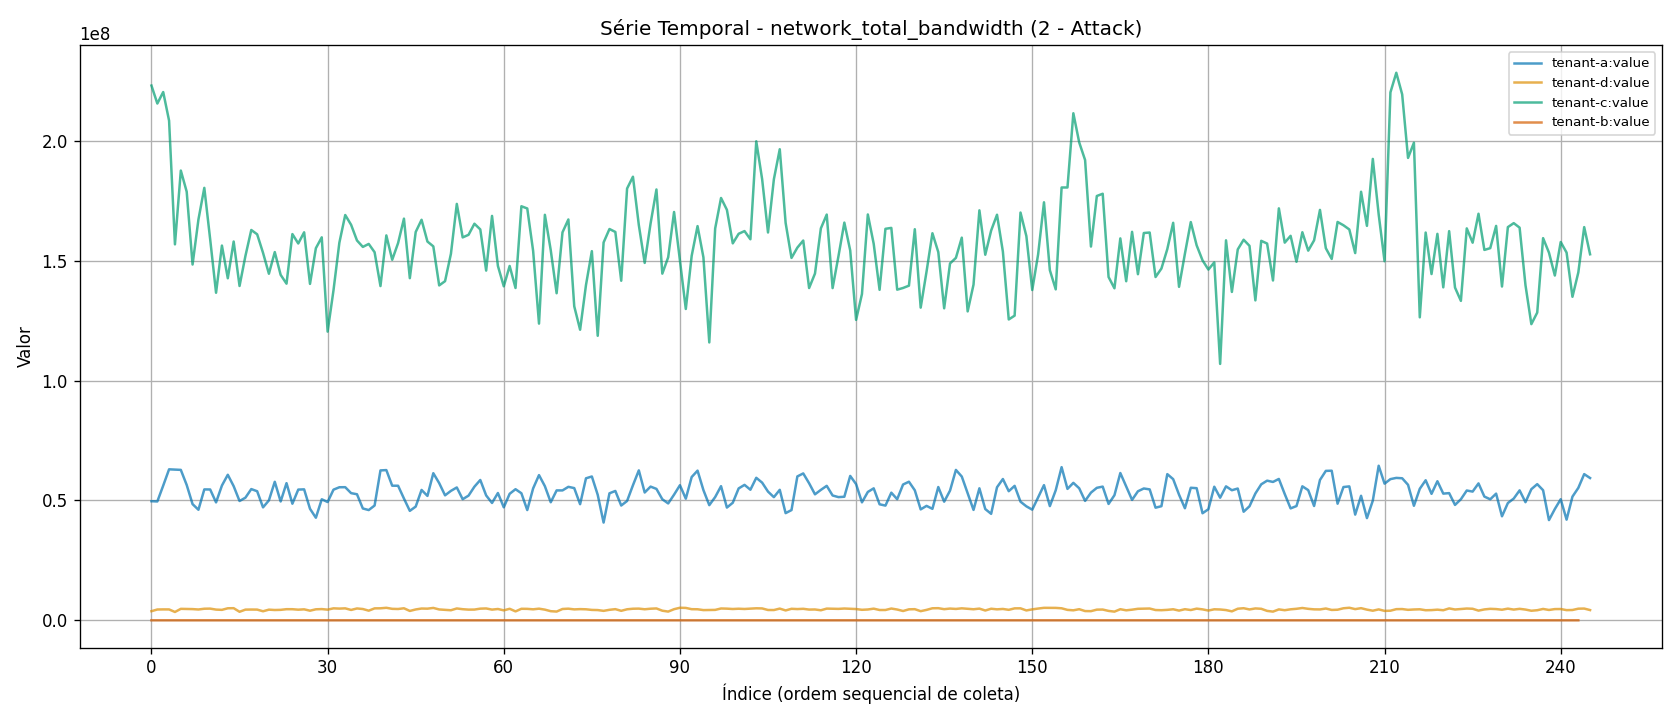 Série Temporal - network_total_bandwidth (2 - Attack)
1e8
tenant-a:value
tenant-d:value
tenant-c:value
tenant-b:value
2.0
1.5
1.0
0.5
0.0
Valor
0 30 60 90 120 150 180 210 240
Índice (ordem sequencial de coleta)